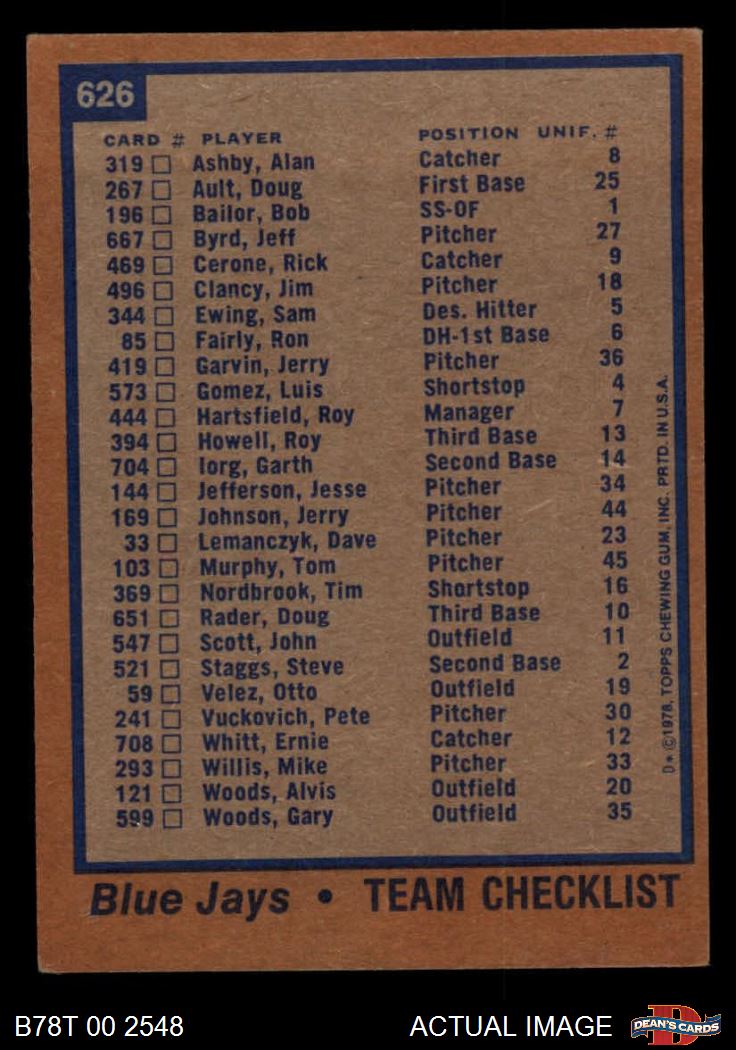 626
CARD # PLAYER POSITION UNIF. #
319 Ashby, Alan Catcher 8
267 Ault, Doug First Base 25
196 Bailor, Bob SS-OF 1
667 Byrd, Jeff Pitcher 27
469 Cerone, Rick Catcher 9
496 Clancy, Jim Pitcher 18
344 Ewing, Sam Des. Hitter 5
85 Fairly, Ron DH-1st Base 6
419 Garvin, Jerry Pitcher 36
573 Gomez, Luis Shortstop 4
444 Hartsfield, Roy Manager 7
394 Howell, Roy Third Base 13
704 Iorg, Garth Second Base 14
144 Jefferson, Jesse Pitcher 34
169 Johnson, Jerry Pitcher 44
33 Lemanczyk, Dave Pitcher 23
103 Murphy, Tom Pitcher 45
369 Nordbrook, Tim Shortstop 16
651 Rader, Doug Third Base 10
547 Scott, John Outfield 11
521 Staggs, Steve Second Base 2
59 Velez, Otto Outfield 19
241 Vuckovich, Pete Pitcher 30
708 Whitt, Ernie Catcher 12
293 Willis, Mike Pitcher 33
121 Woods, Alvis Outfield 20
599 Woods, Gary Outfield 35
D* ©1978, TOPPS CHEWING GUM, INC. PRTD. IN U.S.A.
Blue Jays • TEAM CHECKLIST
B78T 00 2548 ACTUAL IMAGE DEAN'S CARDS